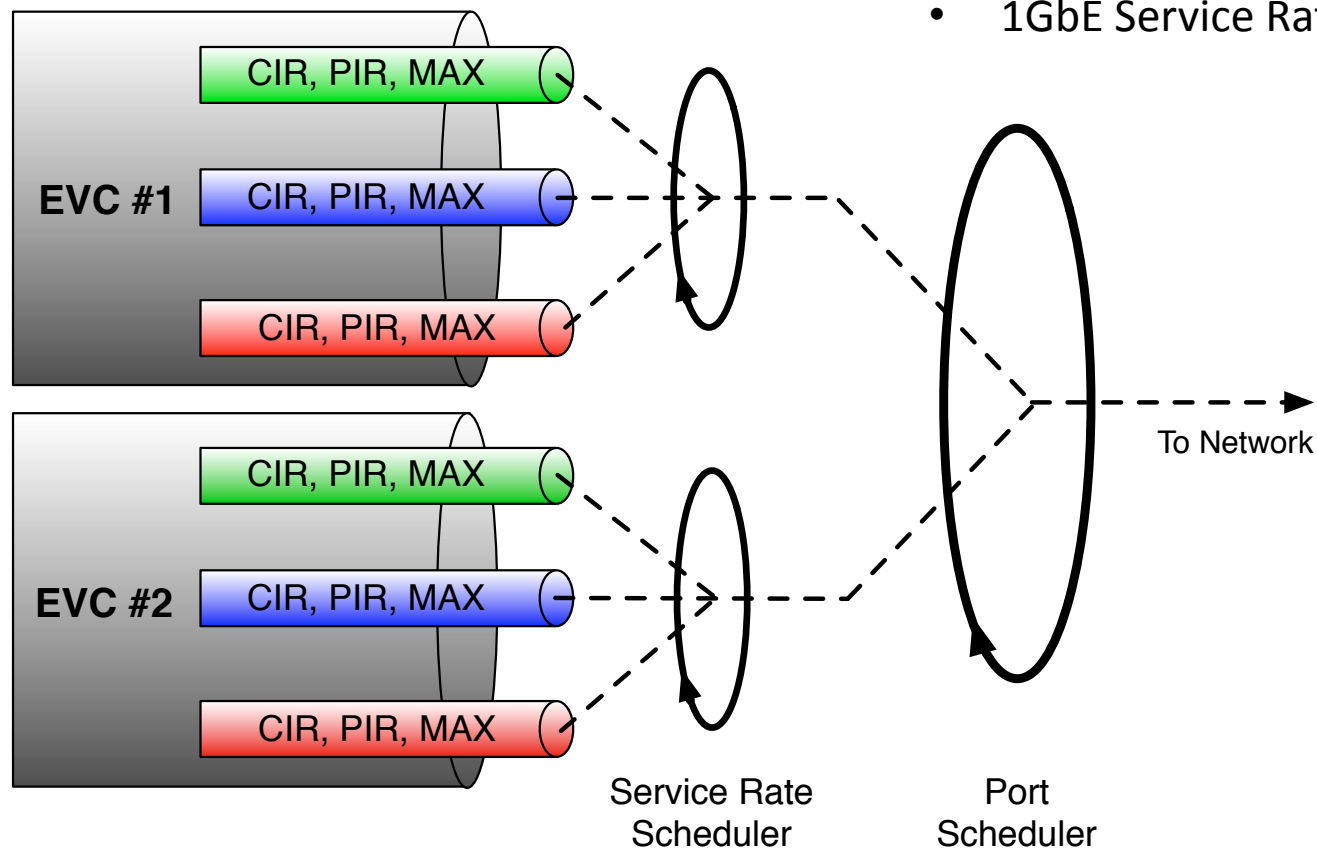 • 1GbE Service
CIR, PIR, MAX
EVC #1
CIR, PIR, MAX
CIR, PIR, MAX
CIR, PIR, MAX
EVC #2
CIR, PIR, MAX
CIR, PIR, MAX
To Network
Service Rate
Scheduler
Port
Scheduler